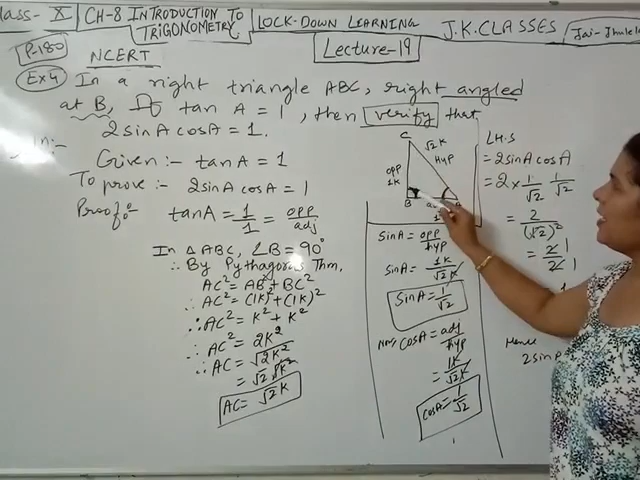 Class-X
CH-8 INTRODUCTION TO TRIGONOMETRY
LOCK-DOWN LEARNING
J.K.CLASSES
Jai-Jhulelal
P-180
NCERT
Lecture-19
Ex4 In a right triangle ABC, right angled
at B, If tan A = 1, then verify that
2 sin A cos A = 1.
Given :- tan A = 1
To prove :- 2 sin A cos A = 1
Proof :- tan A = 1/1 = opp/adj
In Δ ABC, ∠B = 90°
∴ By Pythagoras Thm,
AC² = AB² + BC²
∴ AC² = (1K)² + (1K)²
∴ AC² = K² + K²
∴ AC² = 2K²
∴ AC = √2K²
= √2 √K²
AC = √2 K
C
√2 K
Hyp
opp
1K
B
Sin A = opp/hyp
Sin A = 1K/√2 K
Sin A = 1/√2
Now, Cos A = adj/hyp
= 1K/√2K
Cos A = 1/√2
L.H.S
= 2 sin A cos A
= 2 × 1/√2 1/√2
= 2/(√2)²
= 2/2 1
1
Hence
2 sin